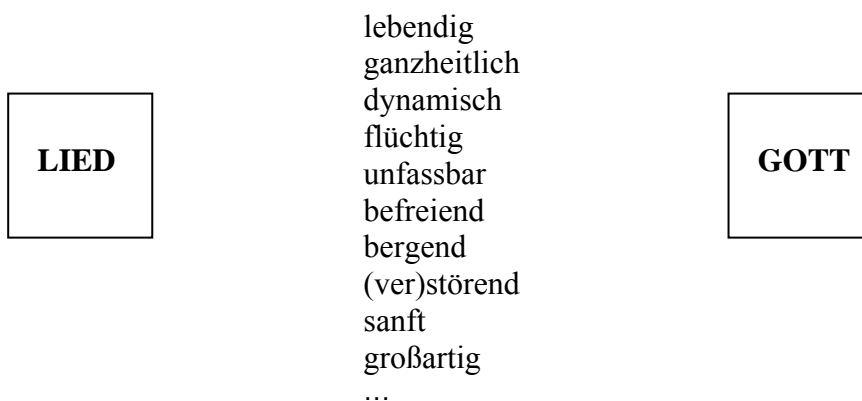 lebendig
ganzheitlich
dynamisch
flüchtig
LIED
GOTT
unfassbar
befreiend
bergend
(ver)störend
sanft
großartig
...